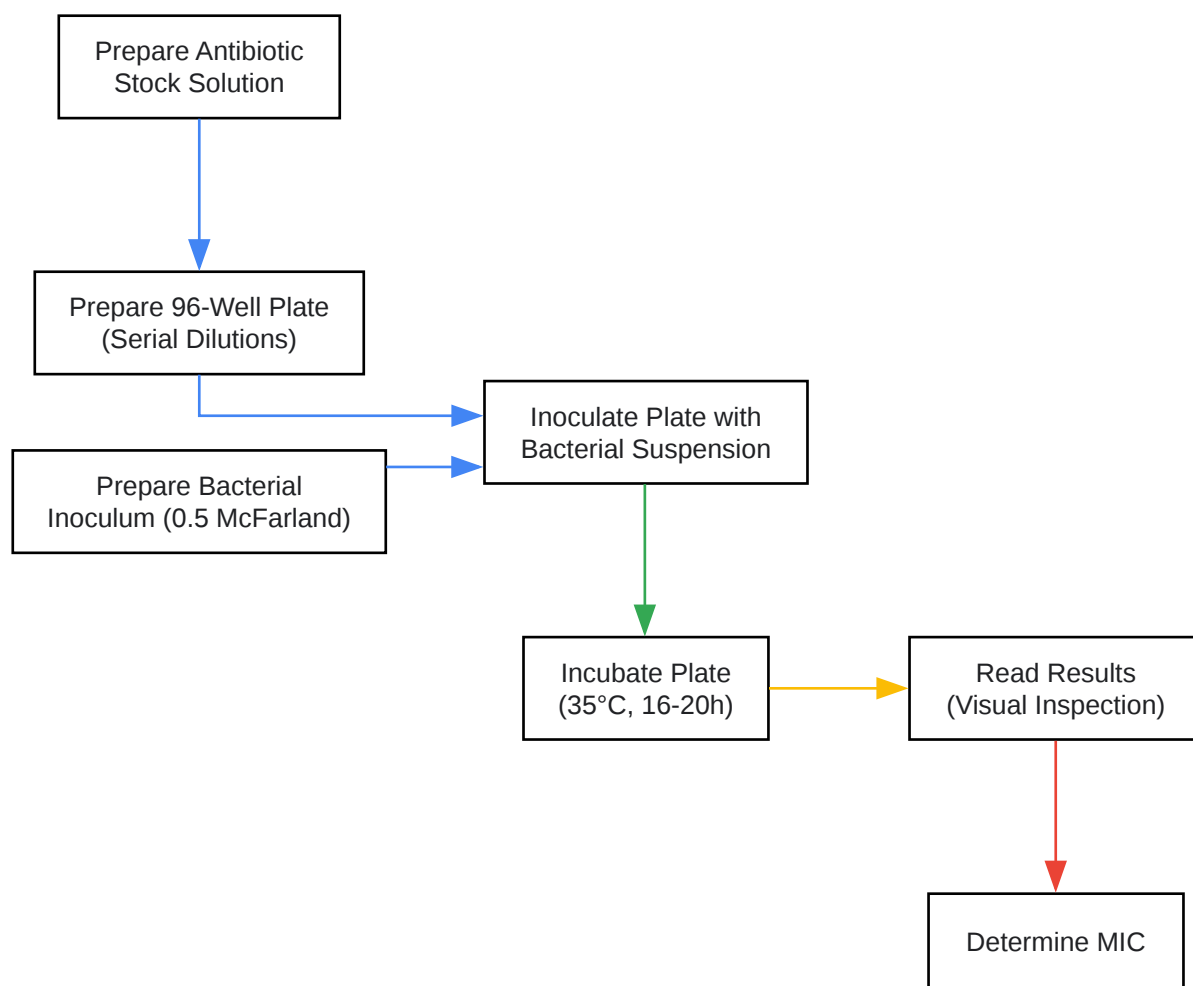 Prepare Antibiotic
Stock Solution
Prepare 96-Well Plate
(Serial Dilutions)
Inoculate Plate with
Bacterial Suspension
Prepare Bacterial
Inoculum (0.5 McFarland)
Incubate Plate
(35°C, 16-20h)
Read Results
(Visual Inspection)
Determine MIC